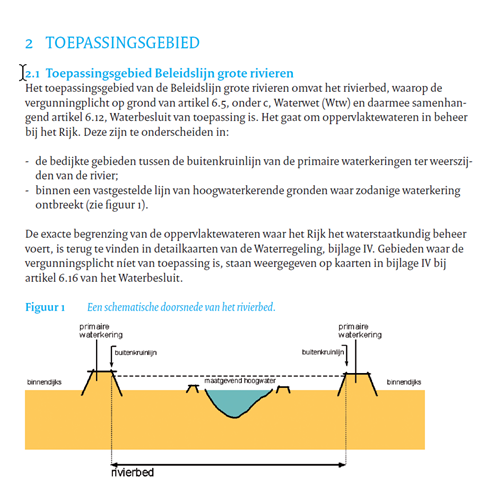 2 TOEPASSINGSGEBIED
2.1 Toepassingsgebied Beleidslijn grote rivieren
Het toepassingsgebied van de Beleidslijn grote rivieren omvat het rivierbed, waarop de
vergunningplicht op grond van artikel 6.5, onder c, Waterwet (Wtw) en daarmee samenhan-
gend artikel 6.12, Waterbesluit van toepassing is. Het gaat om oppervlaktewateren in beheer
bij het Rijk. Deze zijn te onderscheiden in:
- de bedijkte gebieden tussen de buitenkruinlijn van de primaire waterkeringen ter weerszij-
den van de rivier;
- binnen een vastgestelde lijn van hoogwaterkerende gronden waar zodanige waterkering
ontbreekt (zie figuur 1).
De exacte begrenzing van de oppervlaktewateren waar het Rijk het waterstaatkundig beheer
voert, is terug te vinden in detailkaarten van de Waterregeling, bijlage IV. Gebieden waar de
vergunningsplicht niet van toepassing is, staan weergegeven op kaarten in bijlage IV bij
artikel 6.16 van het Waterbesluit.
Figuur 1 Een schematische doorsnede van het rivierbed.
primaire
waterkering
buitenkruinlijn
primaire
waterkering
buitenkruinlijn
binnendijks
maatgevend hoogwater
binnendijks
rivierbed